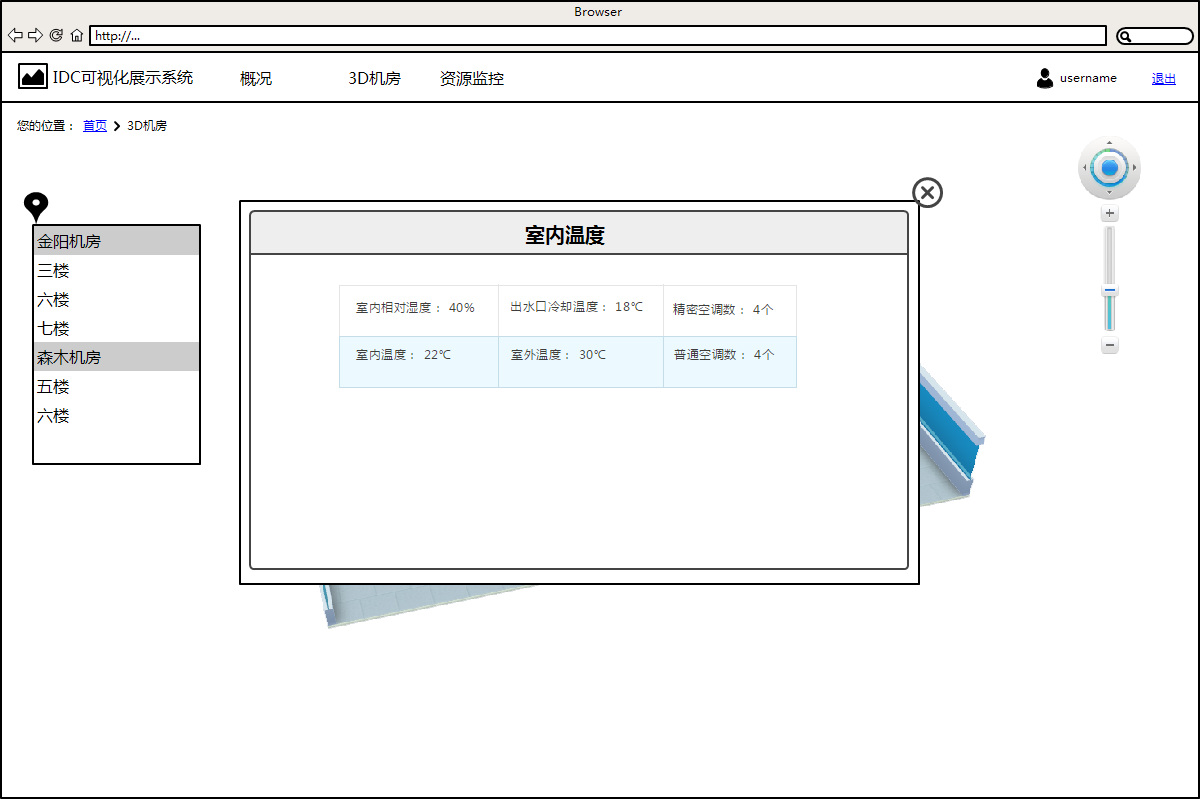 Browser
http://...
IDC可视化展示系统 概况 3D机房 资源监控 username 退出
您的位置： 首页 3D机房
金阳机房
三楼
六楼
七楼
森木机房
五楼
六楼
室内温度
室内相对湿度： 40% 出水口冷却温度： 18℃ 精密空调数： 4个
室内温度： 22℃ 室外温度： 30℃ 普通空调数： 4个